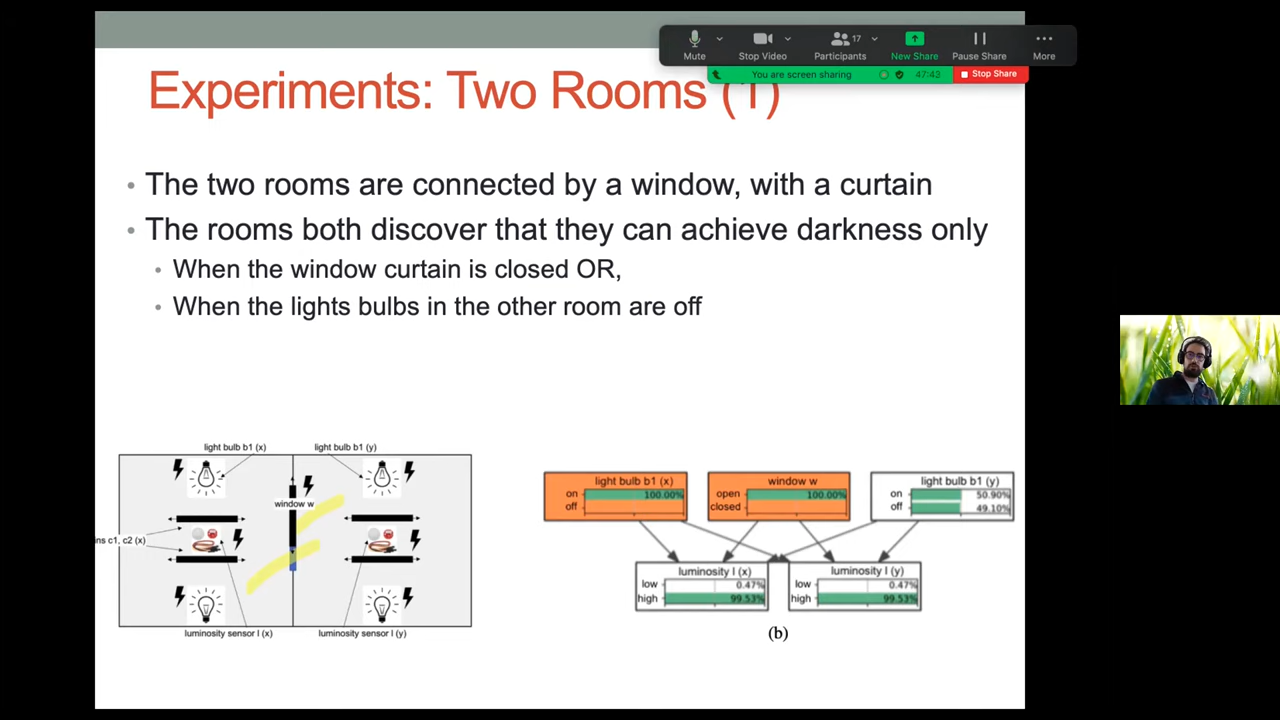 17
Mute
Stop Video
Participants
New Share
Pause Share
More
You are screen sharing
47:43
Stop Share
Experiments: Two Rooms (1)
• The two rooms are connected by a window, with a curtain
• The rooms both discover that they can achieve darkness only
• When the window curtain is closed OR,
• When the lights bulbs in the other room are off
light bulb b1 (x)
light bulb b1 (y)
window w
ns c1, c2 (x)
luminosity sensor l (x)
luminosity sensor l (y)
light bulb b1 (x)
on 100.00%
off
window w
open 100.00%
closed
light bulb b1 (y)
on 50.90%
off 49.10%
luminosity l (x)
low 0.47%
high 99.53%
luminosity l (y)
low 0.47%
high 99.53%
(b)